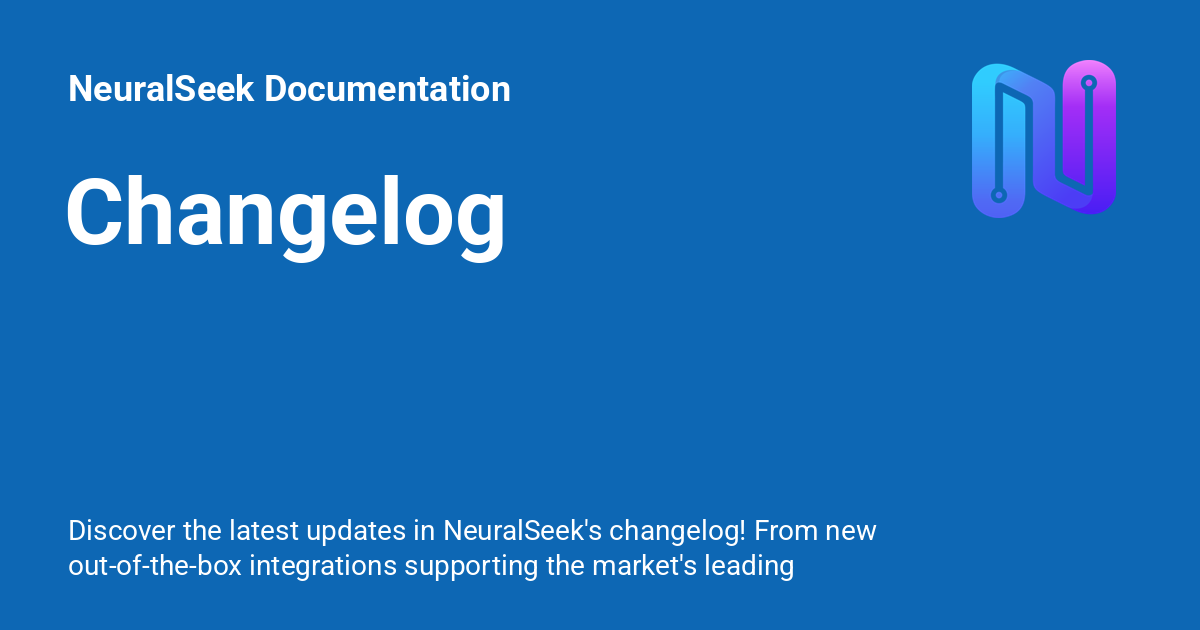 NeuralSeek Documentation
Changelog
Discover the latest updates in NeuralSeek's changelog! From new
out-of-the-box integrations supporting the market's leading